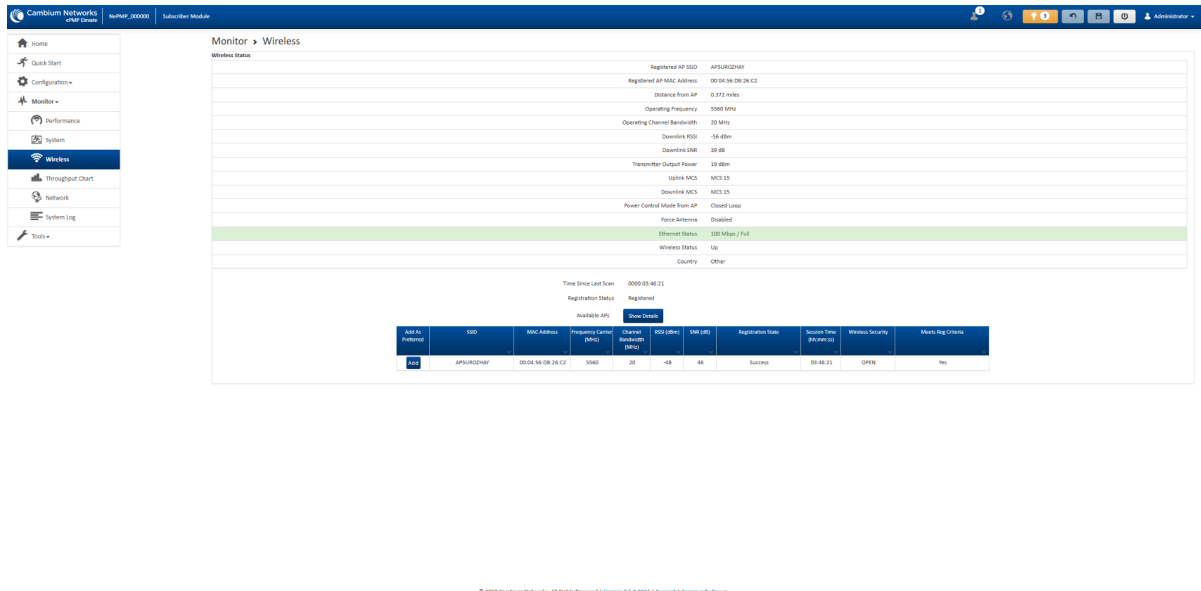 Cambium Networks
ePMP Elevate
NePMP_000000
Subscriber Module
1
1
Administrator
Home
Quick Start
Configuration
Monitor
Performance
System
Wireless
Throughput Chart
Network
System Log
Tools
Monitor > Wireless
Wireless Status
Registered AP SSID APSUROZHAY
Registered AP MAC Address 00:04:56:DB:26:C2
Distance from AP 0.372 miles
Operating Frequency 5560 MHz
Operating Channel Bandwidth 20 MHz
Downlink RSSI -56 dBm
Downlink SNR 39 dB
Transmitter Output Power 19 dBm
Uplink MCS MCS 15
Downlink MCS MCS 15
Power Control Mode from AP Closed Loop
Force Antenna Disabled
Ethernet Status 100 Mbps / Full
Wireless Status Up
Country Other
Time Since Last Scan 0000:03:46:21
Registration Status Registered
Available APs Show Details
Add As Preferred SSID MAC Address Frequency Carrier (MHz) Channel Bandwidth (MHz) RSSI (dBm) SNR (dB) Registration State Session Time (hh:mm:ss) Wireless Security Meets Reg Criteria
Add APSUROZHAY 00:04:56:DB:26:C2 5560 20 -48 46 Success 03:46:21 OPEN Yes